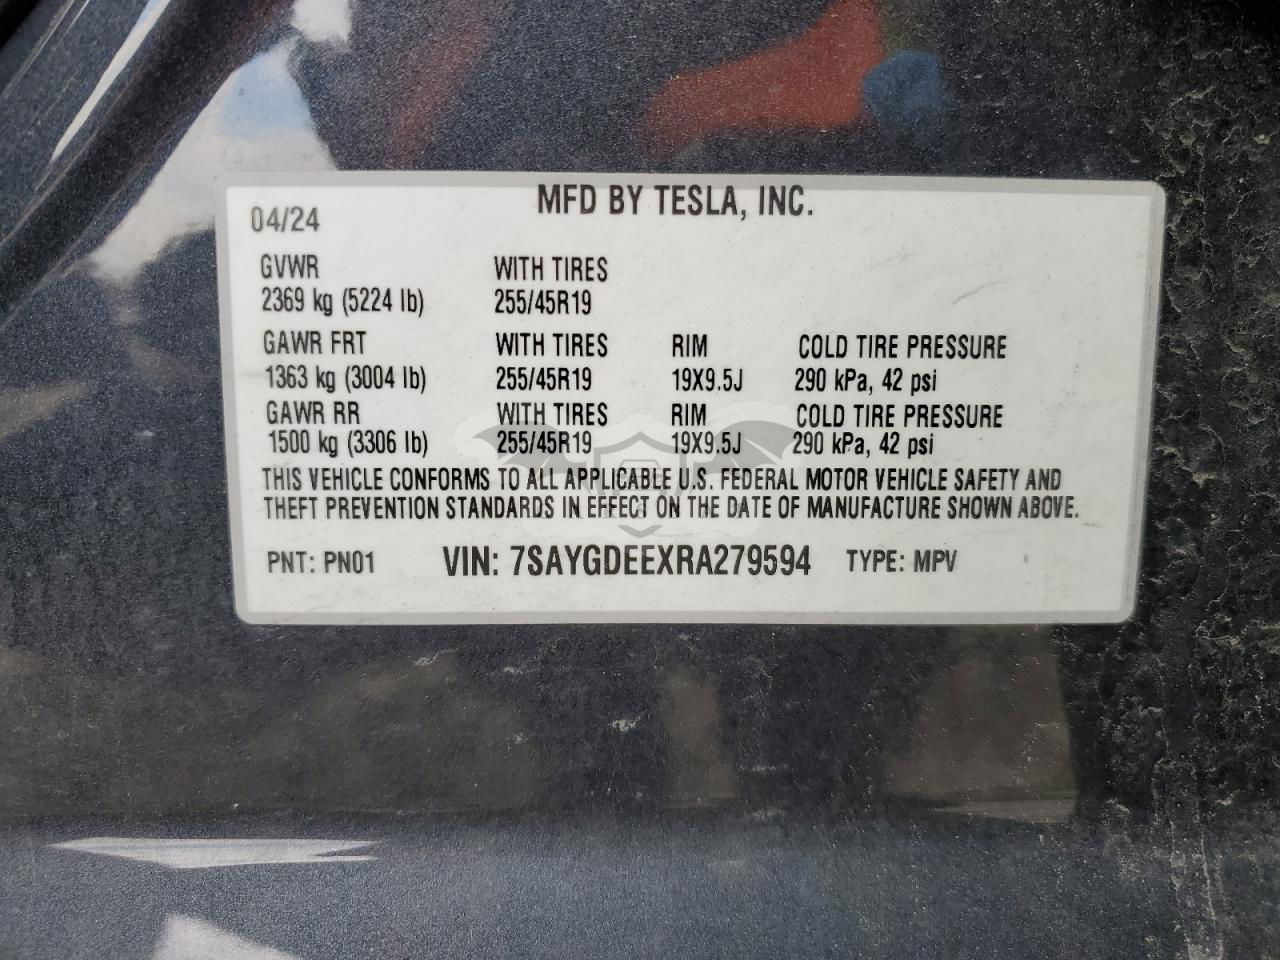 MFD BY TESLA, INC.
04/24
GVWR WITH TIRES
2369 kg (5224 lb) 255/45R19
GAWR FRT WITH TIRES RIM COLD TIRE PRESSURE
1363 kg (3004 lb) 255/45R19 19X9.5J 290 kPa, 42 psi
GAWR RR WITH TIRES RIM COLD TIRE PRESSURE
1500 kg (3306 lb) 255/45R19 19X9.5J 290 kPa, 42 psi
THIS VEHICLE CONFORMS TO ALL APPLICABLE U.S. FEDERAL MOTOR VEHICLE SAFETY AND
THEFT PREVENTION STANDARDS IN EFFECT ON THE DATE OF MANUFACTURE SHOWN ABOVE.
PNT: PN01 VIN: 7SAYGDEEXRA279594 TYPE: MPV